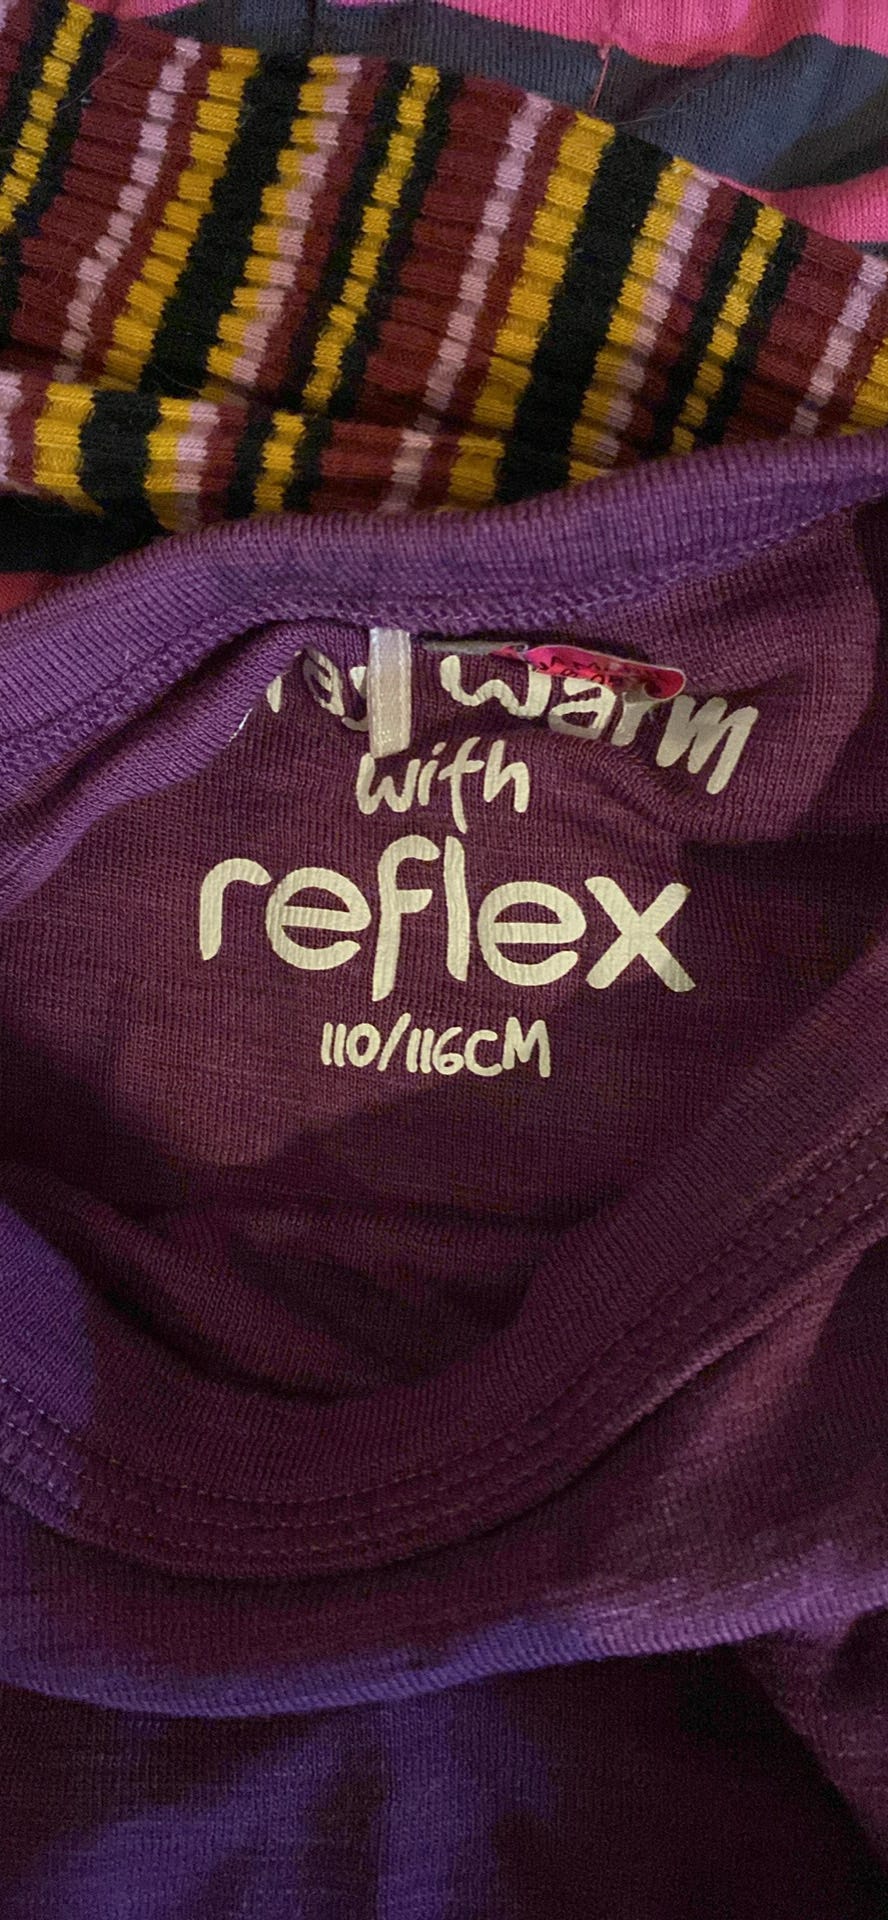 warm
with
reflex
110/116CM